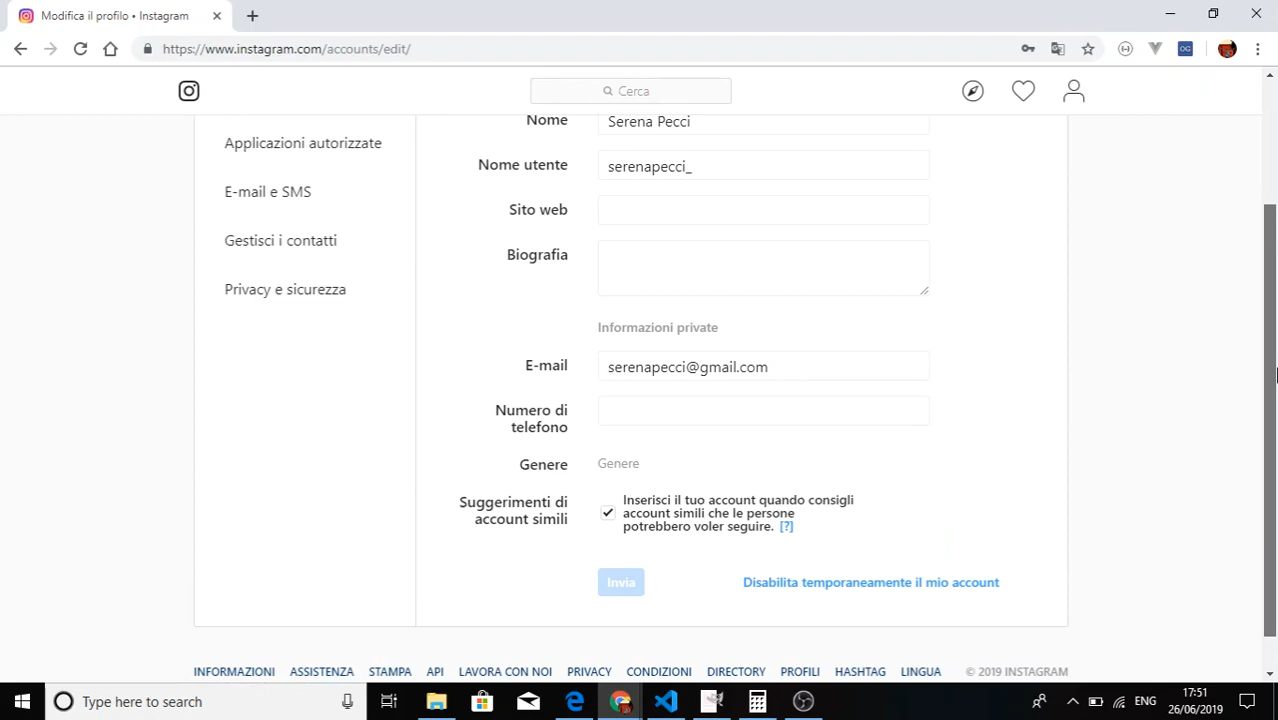 Modifica il profilo • Instagram
https://www.instagram.com/accounts/edit/
OG
Cerca
Applicazioni autorizzate
E-mail e SMS
Gestisci i contatti
Privacy e sicurezza
Nome Serena Pecci
Nome utente serenapecci_
Sito web
Biografia
Informazioni private
E-mail serenapecci@gmail.com
Numero di
telefono
Genere Genere
Suggerimenti di
account simili
Inserisci il tuo account quando consigli
account simili che le persone
potrebbero voler seguire. [?]
Invia Disabilita temporaneamente il mio account
INFORMAZIONI ASSISTENZA STAMPA API LAVORA CON NOI PRIVACY CONDIZIONI DIRECTORY PROFILI HASHTAG LINGUA © 2019 INSTAGRAM
Type here to search
ENG
17:51
26/06/2019